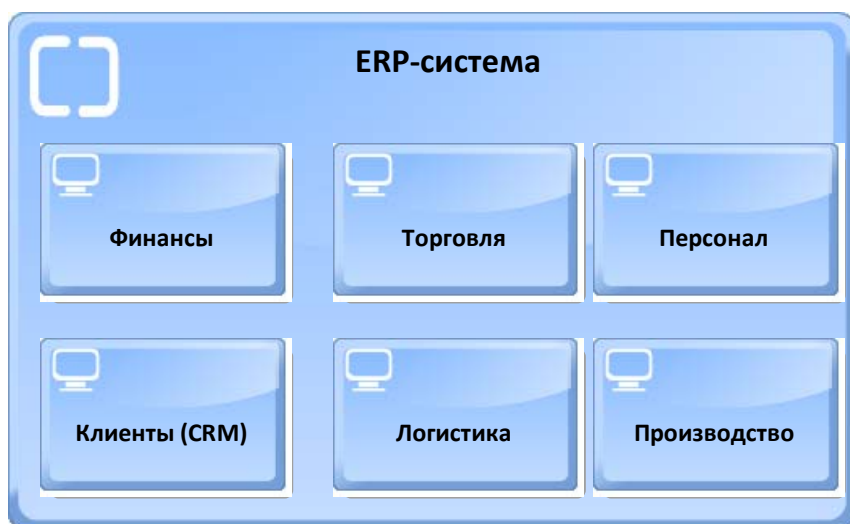 ERP-система
Финансы
Торговля
Персонал
Клиенты (CRM)
Логистика
Производство